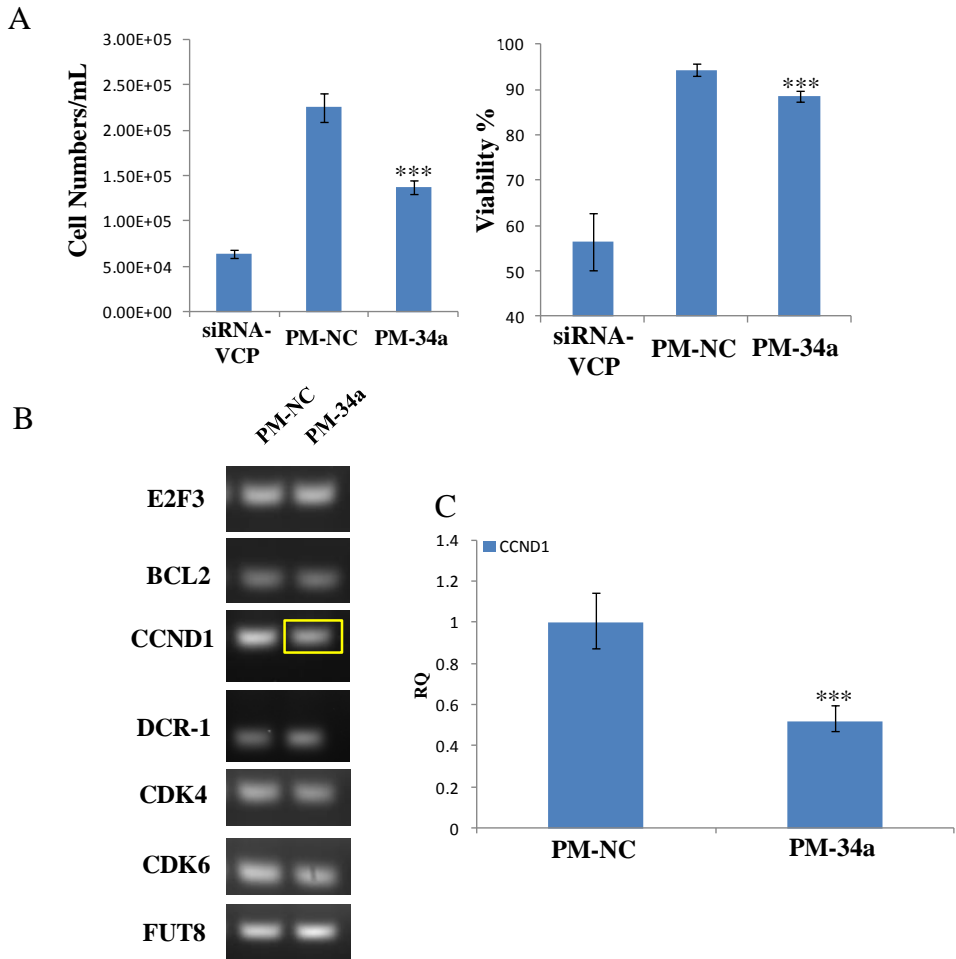 A
3.00E+05
2.50E+05
2.00E+05
1.50E+05
1.00E+05
5.00E+04
0.00E+00
Cell Numbers/mL
***
siRNA-
VCP
PM-NC
PM-34a
100
90
80
70
60
50
40
Viability %
***
siRNA-
VCP
PM-NC
PM-34a
B
PM-NC
PM-34a
E2F3
BCL2
CCND1
DCR-1
CDK4
CDK6
FUT8
C
1.4
1.2
1
0.8
0.6
0.4
0.2
0
RQ
CCND1
***
PM-NC
PM-34a